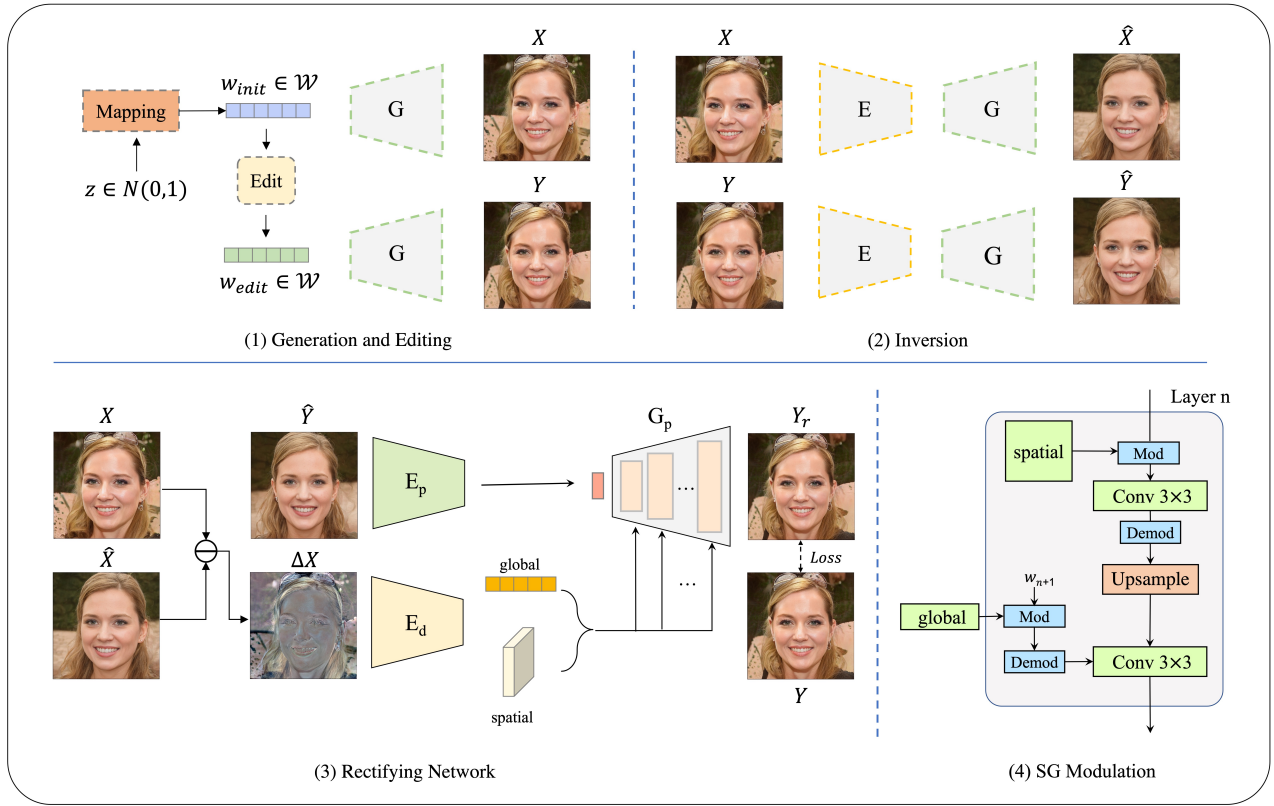 X
w_init ∈ 𝒲
Mapping
G
z ∈ N(0,1)
Edit
Y
w_edit ∈ 𝒲
G
(1) Generation and Editing
X
X̂
E
G
Y
Ŷ
E
G
(2) Inversion
X
Ŷ
G_p
Y_r
E_p
...
X̂
ΔX
Loss
global
E_d
...
spatial
Y
(3) Rectifying Network
Layer n
spatial
Mod
Conv 3×3
Demod
Upsample
w_{n+1}
global
Mod
Demod
Conv 3×3
(4) SG Modulation